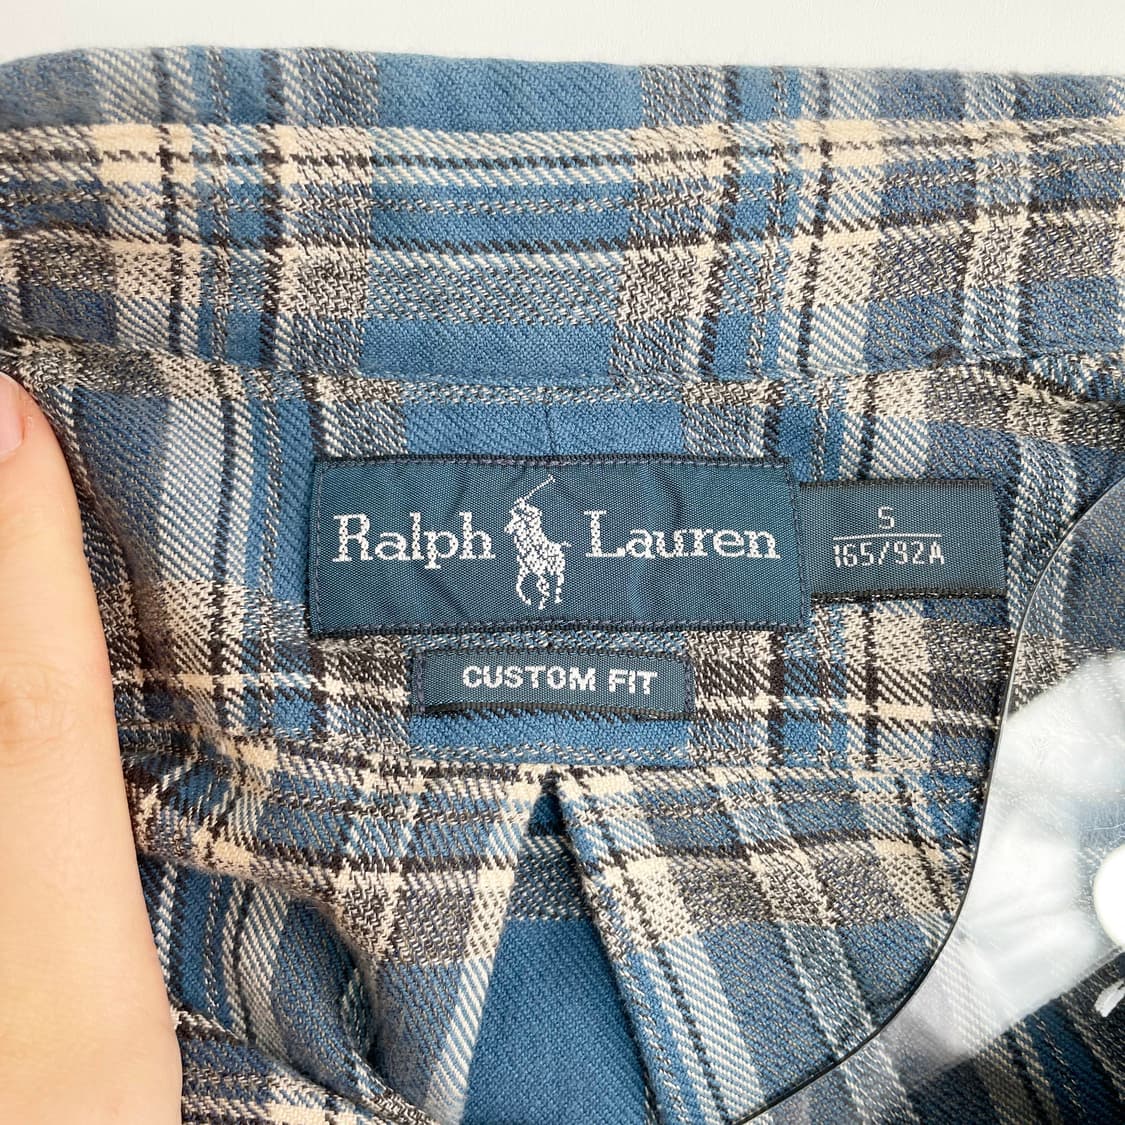 Ralph Lauren
S
165/92A
CUSTOM FIT